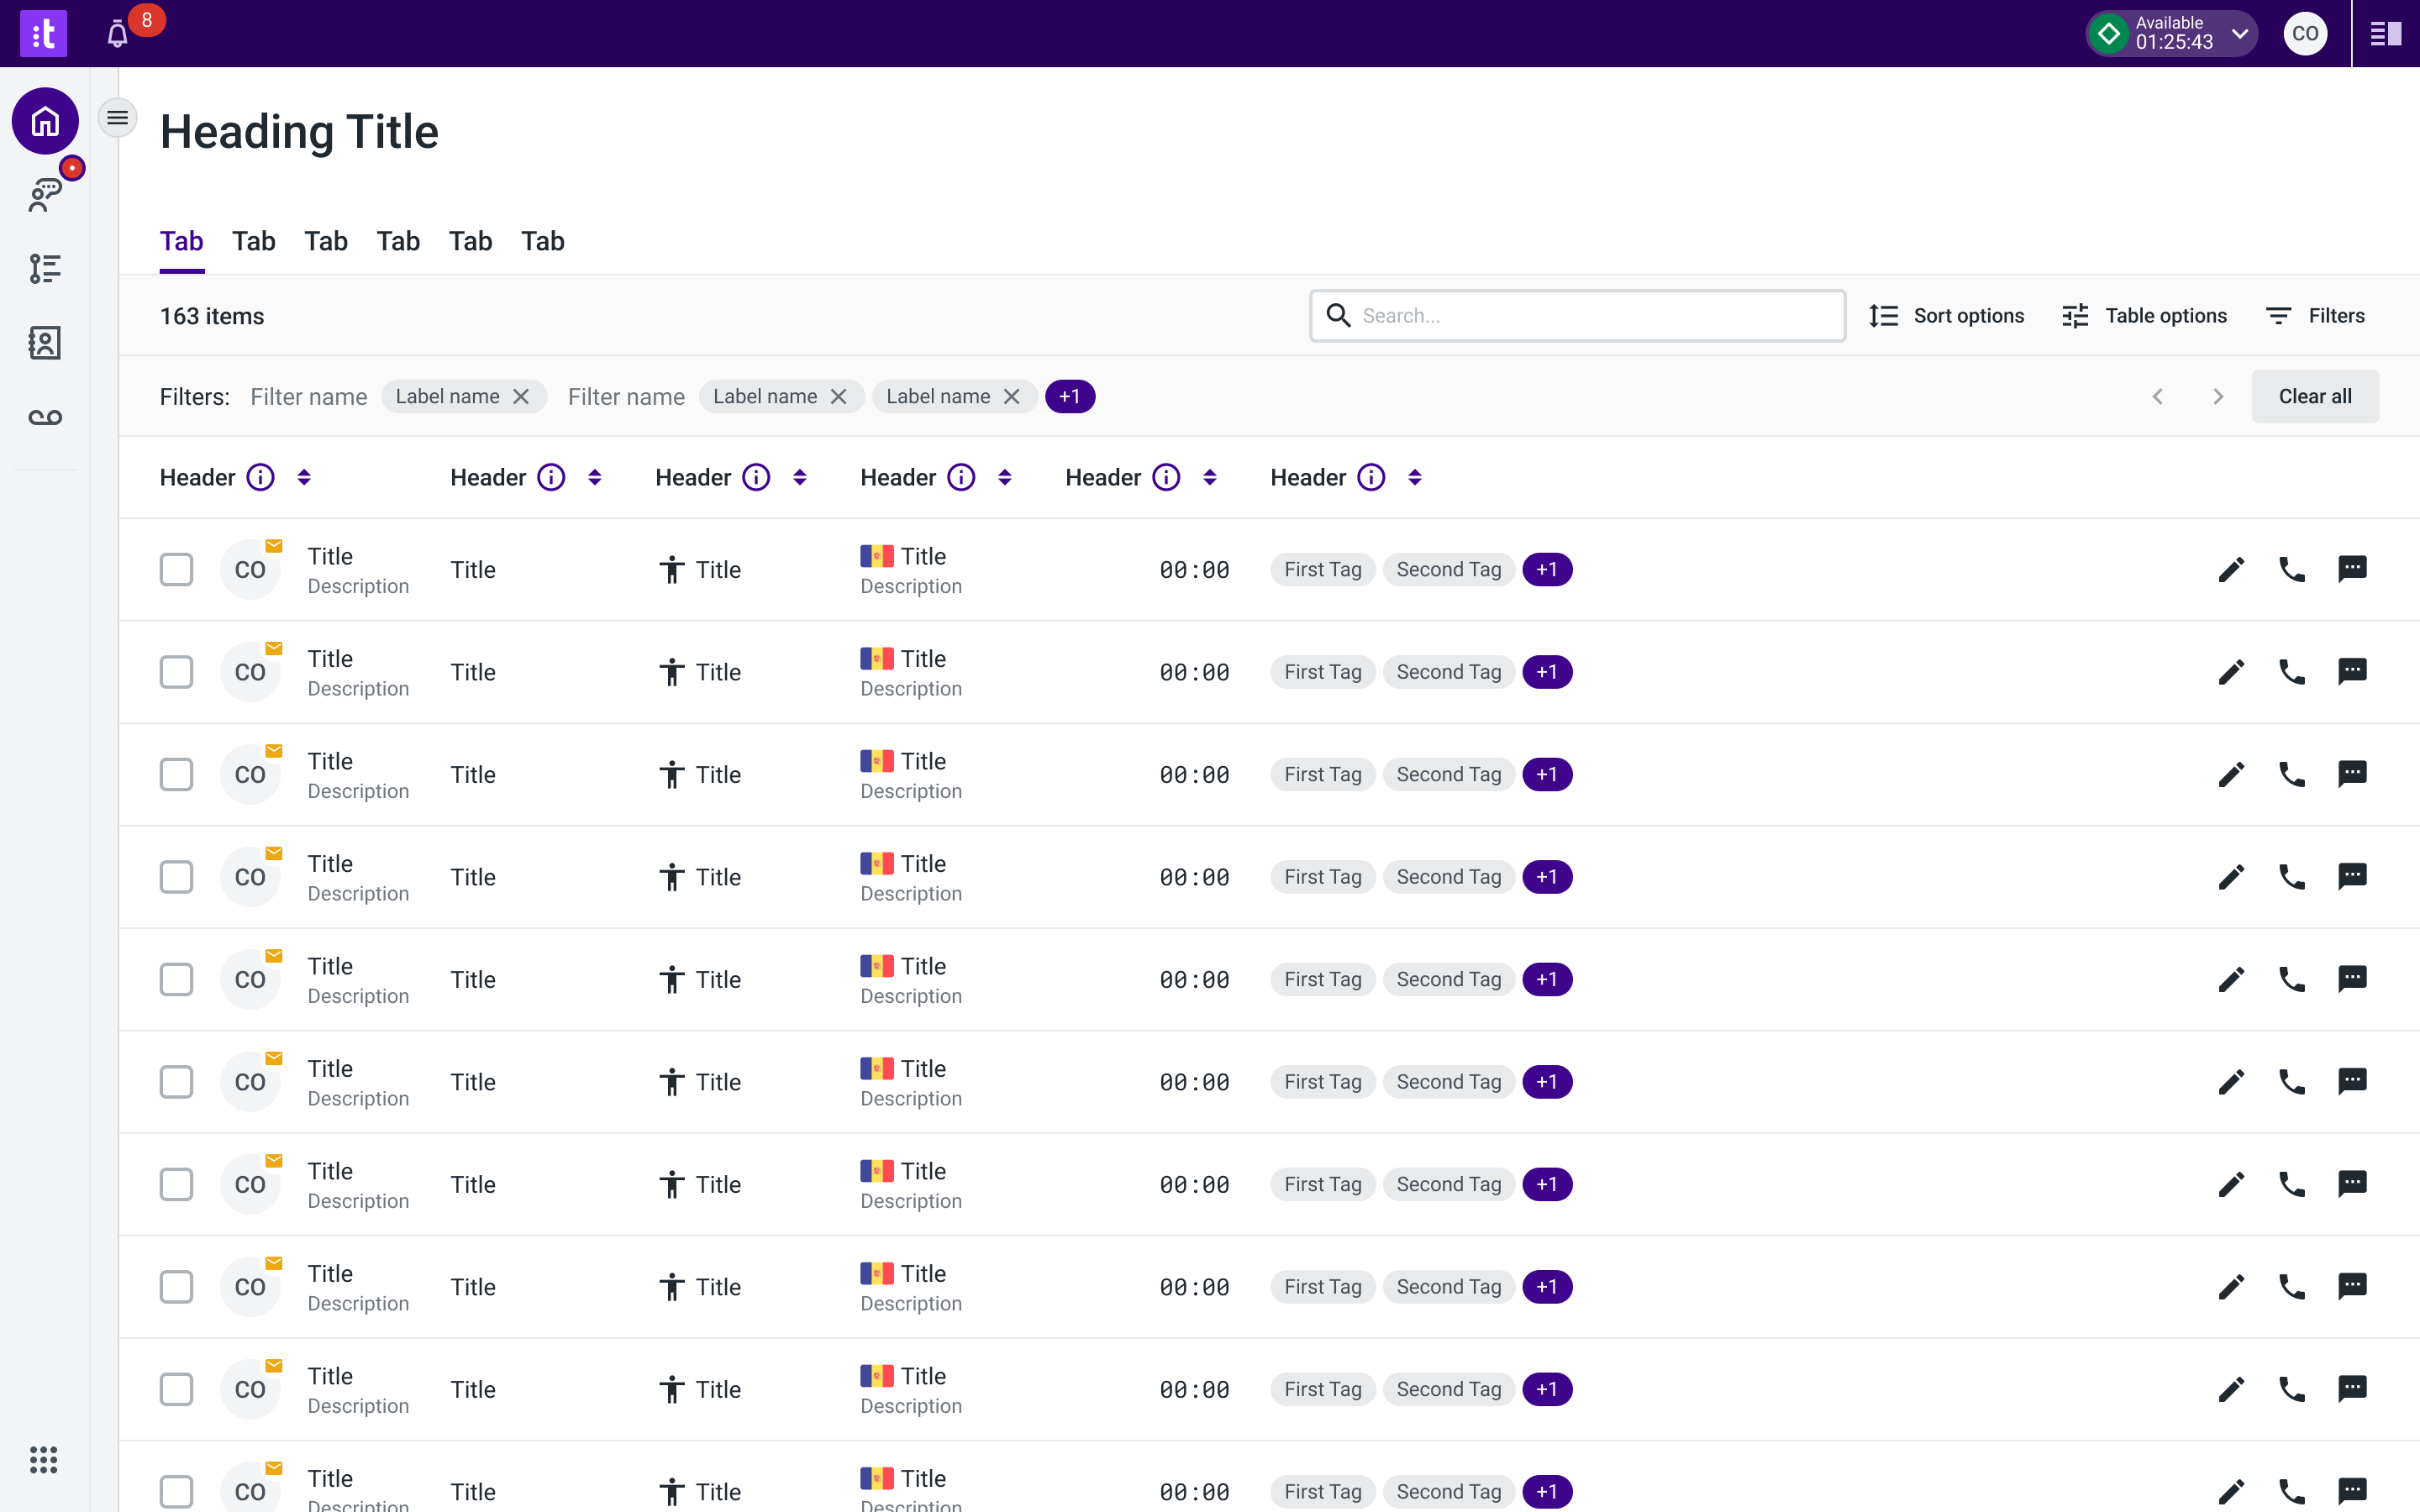 :t
8
Available
01:25:43
CO
Heading Title
Tab Tab Tab Tab Tab Tab
163 items
Search...
Sort options
Table options
Filters
Filters: Filter name Label name Filter name Label name Label name +1
Clear all
Header Header Header Header Header Header
CO Title Description Title Title Title Description 00:00 First Tag Second Tag +1
CO Title Description Title Title Title Description 00:00 First Tag Second Tag +1
CO Title Description Title Title Title Description 00:00 First Tag Second Tag +1
CO Title Description Title Title Title Description 00:00 First Tag Second Tag +1
CO Title Description Title Title Title Description 00:00 First Tag Second Tag +1
CO Title Description Title Title Title Description 00:00 First Tag Second Tag +1
CO Title Description Title Title Title Description 00:00 First Tag Second Tag +1
CO Title Description Title Title Title Description 00:00 First Tag Second Tag +1
CO Title Description Title Title Title Description 00:00 First Tag Second Tag +1
CO Title Description Title Title Title Description 00:00 First Tag Second Tag +1